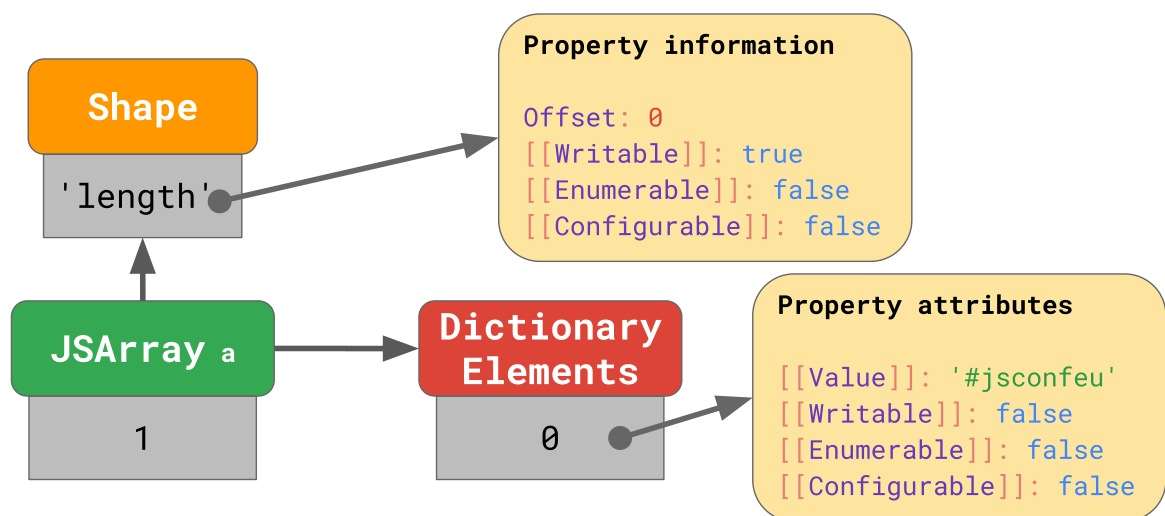 Shape
'length'
Property information
Offset: 0
[[Writable]]: true
[[Enumerable]]: false
[[Configurable]]: false
JSArray a
1
Dictionary
Elements
0
Property attributes
[[Value]]: '#jsconfeu'
[[Writable]]: false
[[Enumerable]]: false
[[Configurable]]: false